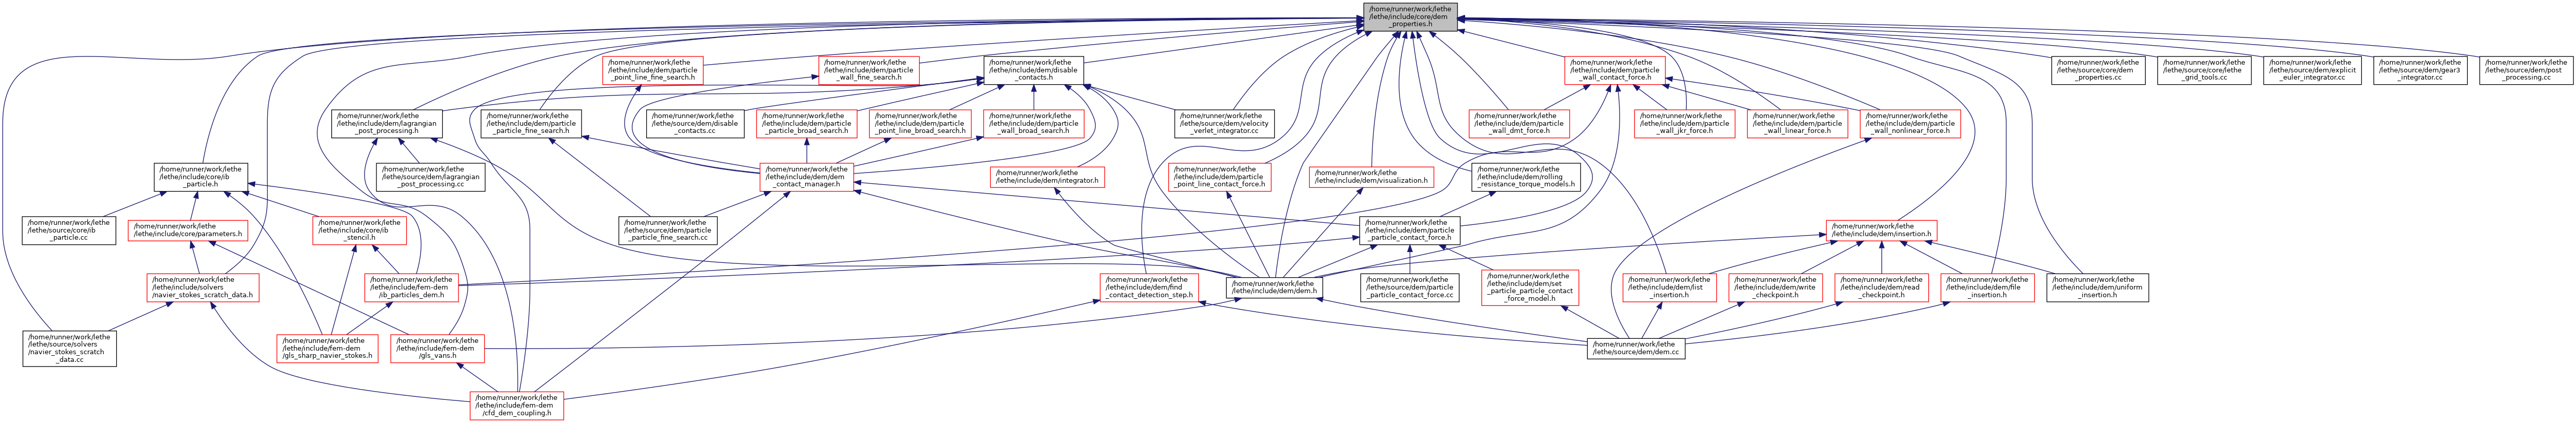 /home/runner/work/lethe
/lethe/include/core/dem
_properties.h
/home/runner/work/lethe
/lethe/include/dem/particle
_point_line_fine_search.h
/home/runner/work/lethe
/lethe/include/dem/particle
_wall_fine_search.h
/home/runner/work/lethe
/lethe/include/dem/disable
_contacts.h
/home/runner/work/lethe
/lethe/include/dem/particle
_wall_contact_force.h
/home/runner/work/lethe
/lethe/source/core/dem
_properties.cc
/home/runner/work/lethe
/lethe/source/core/lethe
_grid_tools.cc
/home/runner/work/lethe
/lethe/source/dem/explicit
_euler_integrator.cc
/home/runner/work/lethe
/lethe/source/dem/gear3
_integrator.cc
/home/runner/work/lethe
/lethe/source/dem/post
_processing.cc
/home/runner/work/lethe
/lethe/include/dem/lagrangian
_post_processing.h
/home/runner/work/lethe
/lethe/include/dem/particle
_particle_fine_search.h
/home/runner/work/lethe
/lethe/source/dem/disable
_contacts.cc
/home/runner/work/lethe
/lethe/include/dem/particle
_particle_broad_search.h
/home/runner/work/lethe
/lethe/include/dem/particle
_point_line_broad_search.h
/home/runner/work/lethe
/lethe/include/dem/particle
_wall_broad_search.h
/home/runner/work/lethe
/lethe/source/dem/velocity
_verlet_integrator.cc
/home/runner/work/lethe
/lethe/include/dem/particle
_wall_dmt_force.h
/home/runner/work/lethe
/lethe/include/dem/particle
_wall_jkr_force.h
/home/runner/work/lethe
/lethe/include/dem/particle
_wall_linear_force.h
/home/runner/work/lethe
/lethe/include/dem/particle
_wall_nonlinear_force.h
/home/runner/work/lethe
/lethe/include/core/ib
_particle.h
/home/runner/work/lethe
/lethe/source/dem/lagrangian
_post_processing.cc
/home/runner/work/lethe
/lethe/include/dem/dem
_contact_manager.h
/home/runner/work/lethe
/lethe/include/dem/integrator.h
/home/runner/work/lethe
/lethe/include/dem/particle
_point_line_contact_force.h
/home/runner/work/lethe
/lethe/include/dem/visualization.h
/home/runner/work/lethe
/lethe/include/dem/rolling
_resistance_torque_models.h
/home/runner/work/lethe
/lethe/source/core/ib
_particle.cc
/home/runner/work/lethe
/lethe/include/core/parameters.h
/home/runner/work/lethe
/lethe/include/core/ib
_stencil.h
/home/runner/work/lethe
/lethe/source/dem/particle
_particle_fine_search.cc
/home/runner/work/lethe
/lethe/include/dem/particle
_particle_contact_force.h
/home/runner/work/lethe
/lethe/include/dem/insertion.h
/home/runner/work/lethe
/lethe/include/solvers
/navier_stokes_scratch_data.h
/home/runner/work/lethe
/lethe/include/fem-dem
/ib_particles_dem.h
/home/runner/work/lethe
/lethe/include/dem/find
_contact_detection_step.h
/home/runner/work/lethe
/lethe/include/dem/dem.h
/home/runner/work/lethe
/lethe/source/dem/particle
_particle_contact_force.cc
/home/runner/work/lethe
/lethe/include/dem/set
_particle_particle_contact
_force_model.h
/home/runner/work/lethe
/lethe/include/dem/list
_insertion.h
/home/runner/work/lethe
/lethe/include/dem/write
_checkpoint.h
/home/runner/work/lethe
/lethe/include/dem/read
_checkpoint.h
/home/runner/work/lethe
/lethe/include/dem/file
_insertion.h
/home/runner/work/lethe
/lethe/include/dem/uniform
_insertion.h
/home/runner/work/lethe
/lethe/source/solvers
/navier_stokes_scratch
_data.cc
/home/runner/work/lethe
/lethe/include/fem-dem
/gls_sharp_navier_stokes.h
/home/runner/work/lethe
/lethe/include/fem-dem
/gls_vans.h
/home/runner/work/lethe
/lethe/source/dem/dem.cc
/home/runner/work/lethe
/lethe/include/fem-dem
/cfd_dem_coupling.h